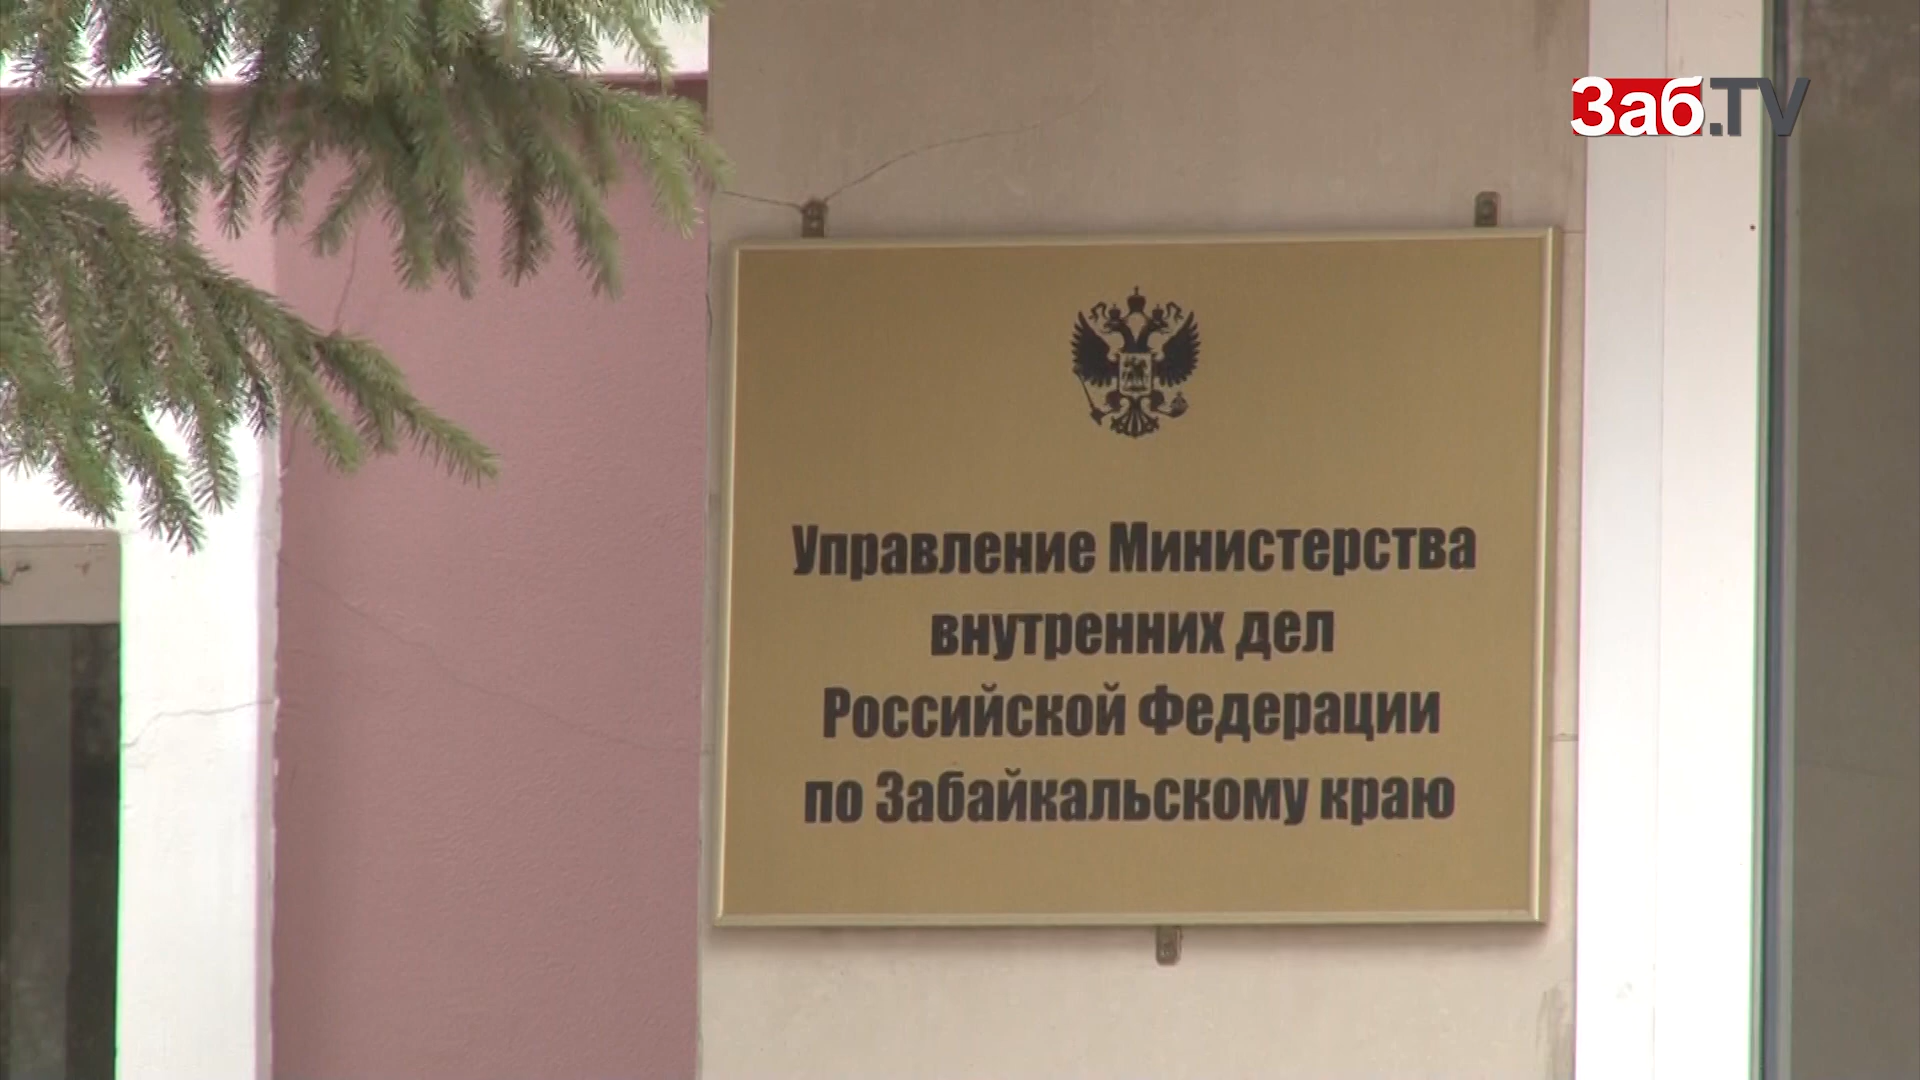 Заб.TV
Управление Министерства
внутренних дел
Российской Федерации
по Забайкальскому краю